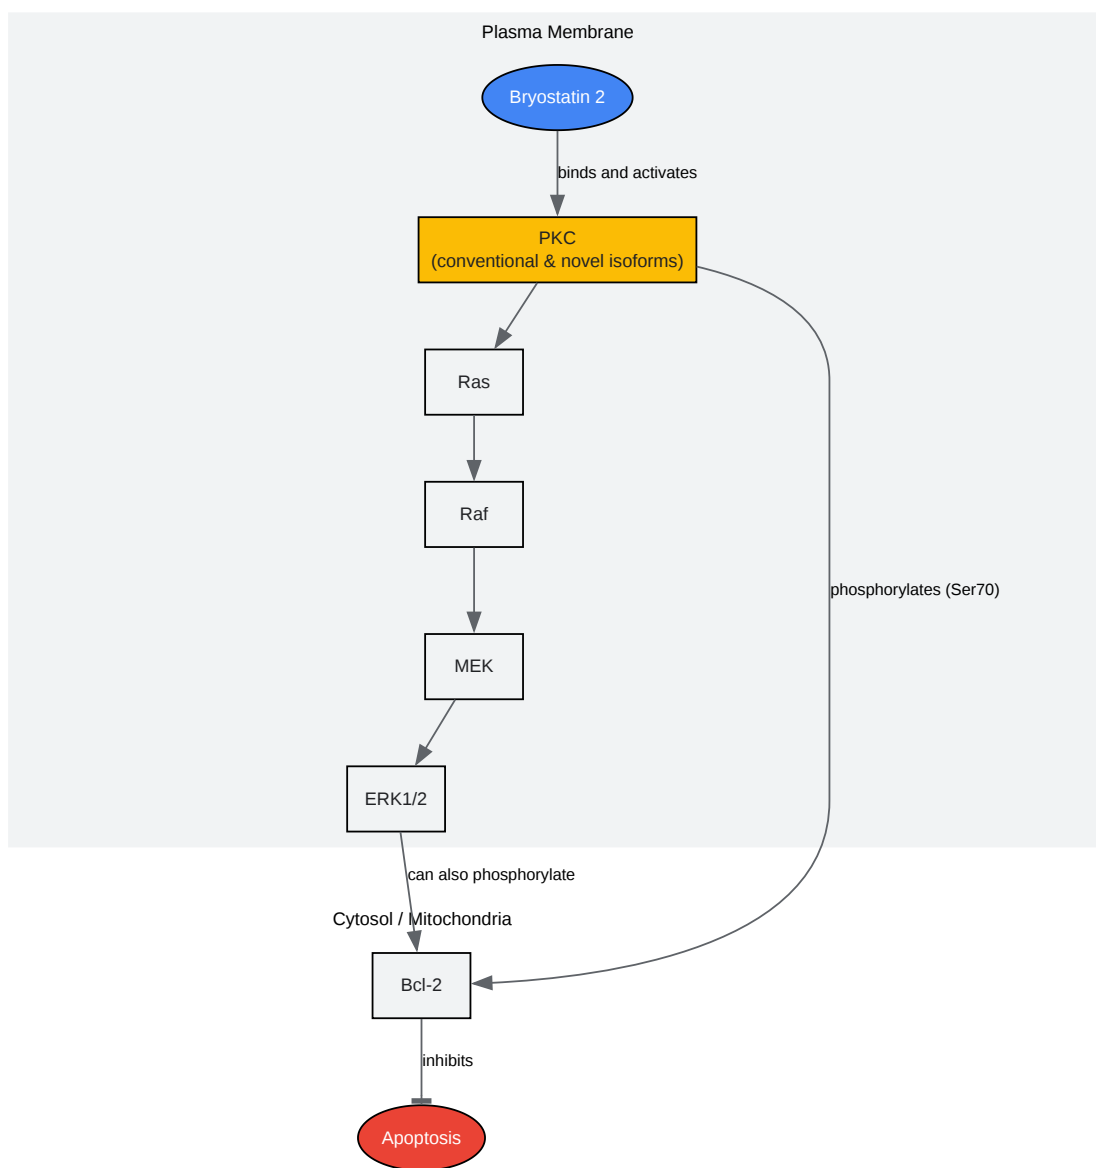 Plasma Membrane
Bryostatin 2
binds and activates
PKC
(conventional & novel isoforms)
Ras
Raf
phosphorylates (Ser70)
MEK
ERK1/2
can also phosphorylate
Cytosol / Mitochondria
Bcl-2
inhibits
Apoptosis